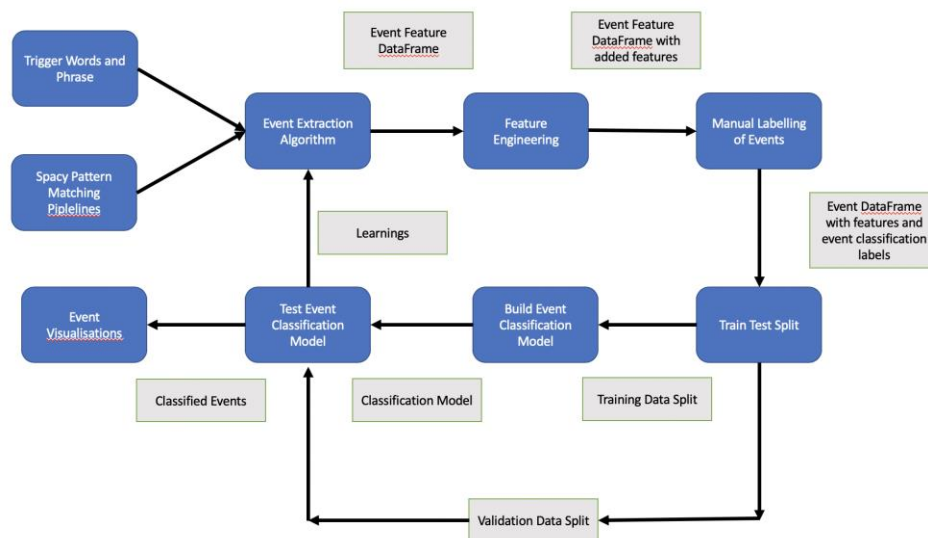 Event Feature
DataFrame
Event Feature
DataFrame with
added features
Trigger Words and
Phrase
Event Extraction
Algorithm
Feature
Engineering
Manual Labelling
of Events
Spacy Pattern
Matching
Piplelines
Learnings
Event DataFrame
with features and
event classification
labels
Event
Visualisations
Test Event
Classification
Model
Build Event
Classification
Model
Train Test Split
Classified Events
Classification Model
Training Data Split
Validation Data Split